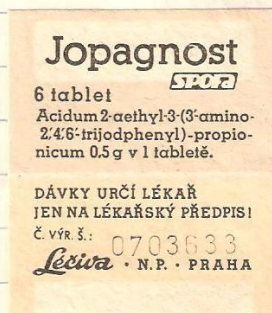 Jopagnost
SPOFA
6 tablet
Acidum 2-aethyl-3-(3'-amino-
2,'4,'6'-trijodphenyl)-propio-
nicum 0,5 g v 1 tabletě.
DÁVKY URČÍ LÉKAŘ
JEN NA LÉKAŘSKÝ PŘEDPIS!
Č. VÝR. Š.: 0703633
Léčiva · N.P. · PRAHA